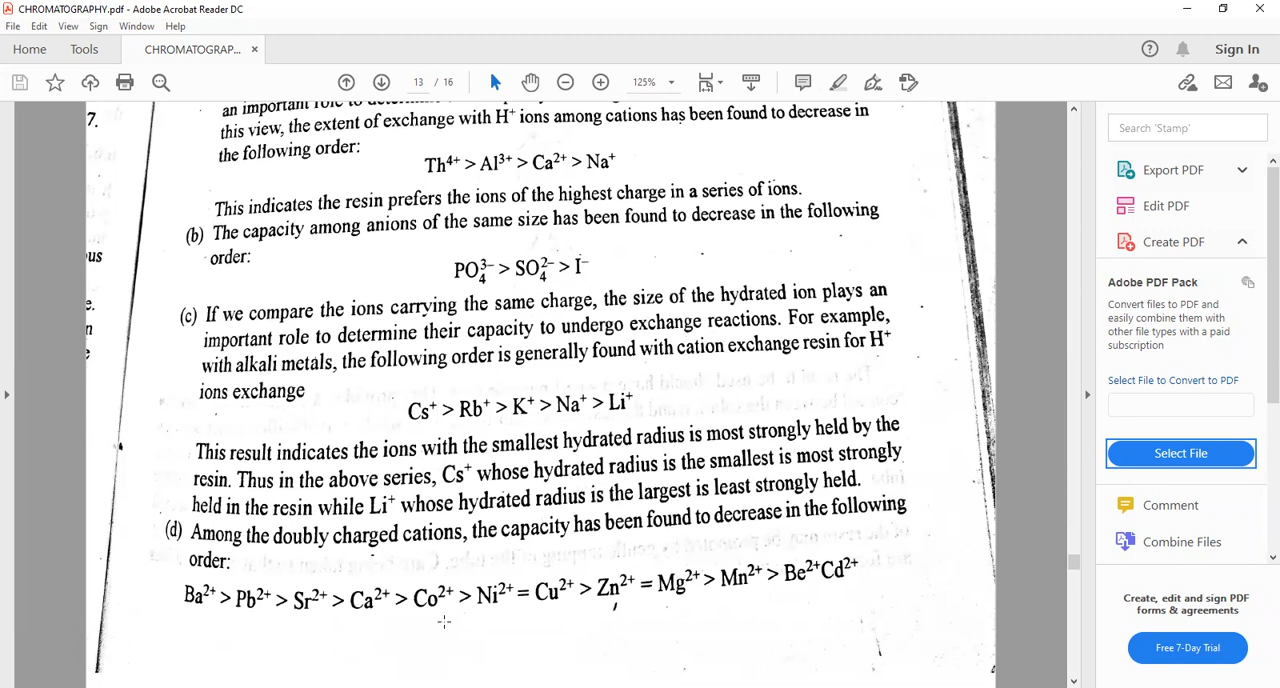 CHROMATOGRAPHY.pdf - Adobe Acrobat Reader DC
File Edit View Sign Window Help
Home Tools CHROMATOGRAP... ×
Sign In
13 / 16
125%
7.
us
e.
n
e
an important role to
this view, the extent of exchange with H⁺ ions among cations has been found to decrease in
the following order:
Th⁴⁺ > Al³⁺ > Ca²⁺ > Na⁺
This indicates the resin prefers the ions of the highest charge in a series of ions.
(b) The capacity among anions of the same size has been found to decrease in the following
order:
PO₄³⁻ > SO₄²⁻ > I⁻
(c) If we compare the ions carrying the same charge, the size of the hydrated ion plays an
important role to determine their capacity to undergo exchange reactions. For example,
with alkali metals, the following order is generally found with cation exchange resin for H⁺
ions exchange
Cs⁺ > Rb⁺ > K⁺ > Na⁺ > Li⁺
This result indicates the ions with the smallest hydrated radius is most strongly held by the
resin. Thus in the above series, Cs⁺ whose hydrated radius is the smallest is most strongly
held in the resin while Li⁺ whose hydrated radius is the largest is least strongly held.
(d) Among the doubly charged cations, the capacity has been found to decrease in the following
order:
Ba²⁺ > Pb²⁺ > Sr²⁺ > Ca²⁺ > Co²⁺ > Ni²⁺ = Cu²⁺ > Zn²⁺ = Mg²⁺ > Mn²⁺ > Be²⁺Cd²⁺
Search 'Stamp'
Export PDF
Edit PDF
Create PDF
Adobe PDF Pack
Convert files to PDF and
easily combine them with
other file types with a paid
subscription
Select File to Convert to PDF
Select File
Comment
Combine Files
Create, edit and sign PDF
forms & agreements
Free 7-Day Trial